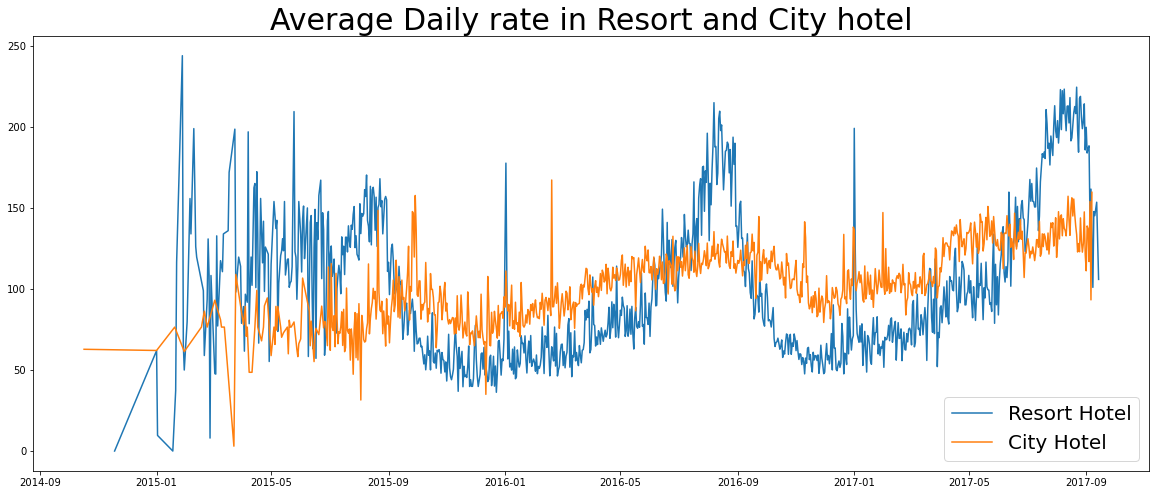 Average Daily rate in Resort and City hotel
250
200
150
100
50
0
2014-09 2015-01 2015-05 2015-09 2016-01 2016-05 2016-09 2017-01 2017-05 2017-09
Resort Hotel
City Hotel